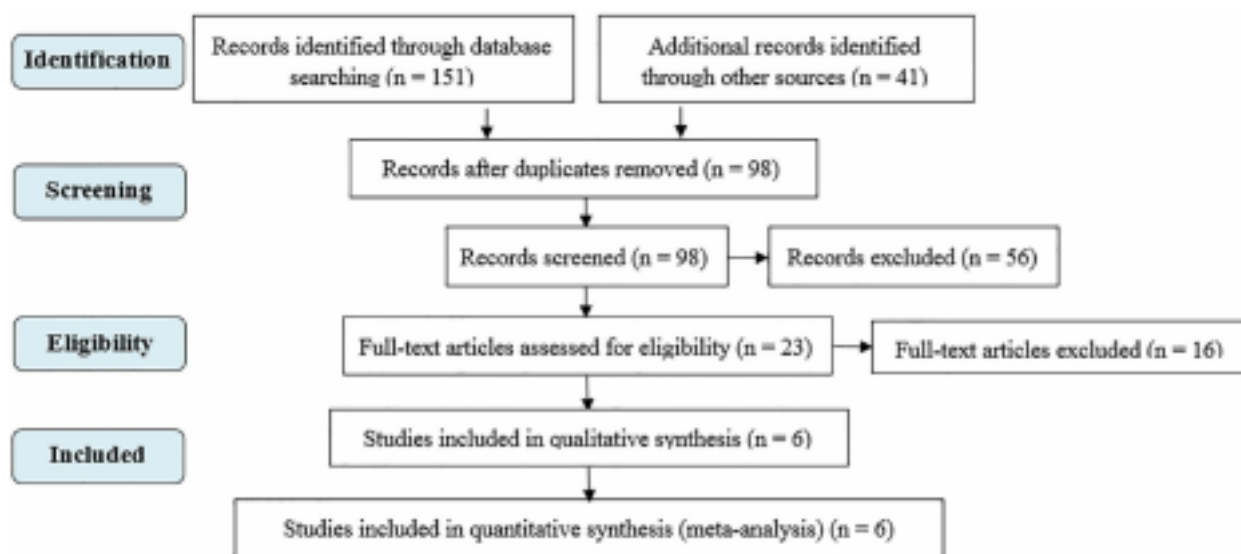 Identification
Records identified through database
searching (n = 151)
Additional records identified
through other sources (n = 41)
Screening
Records after duplicates removed (n = 98)
Records screened (n = 98)
Records excluded (n = 56)
Eligibility
Full-text articles assessed for eligibility (n = 23)
Full-text articles excluded (n = 16)
Included
Studies included in qualitative synthesis (n = 6)
Studies included in quantitative synthesis (meta-analysis) (n = 6)